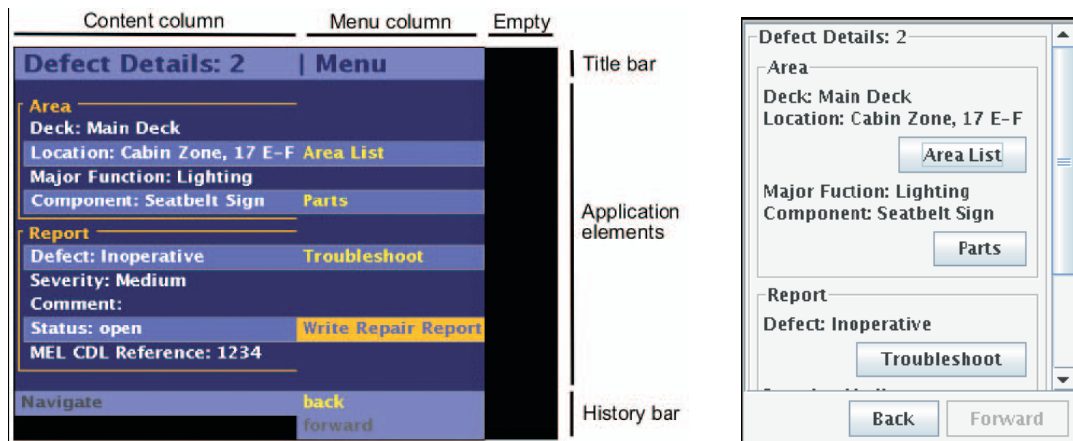 Content column
Menu column
Empty
Defect Details: 2
| Menu
Title bar
Area
Deck: Main Deck
Location: Cabin Zone, 17 E-F
Area List
Major Function: Lighting
Component: Seatbelt Sign
Parts
Application
elements
Report
Defect: Inoperative
Troubleshoot
Severity: Medium
Comment:
Status: open
Write Repair Report
MEL CDL Reference: 1234
Navigate
back
forward
History bar
Defect Details: 2
Area
Deck: Main Deck
Location: Cabin Zone, 17 E-F
Area List
Major Fuction: Lighting
Component: Seatbelt Sign
Parts
Report
Defect: Inoperative
Troubleshoot
Back
Forward